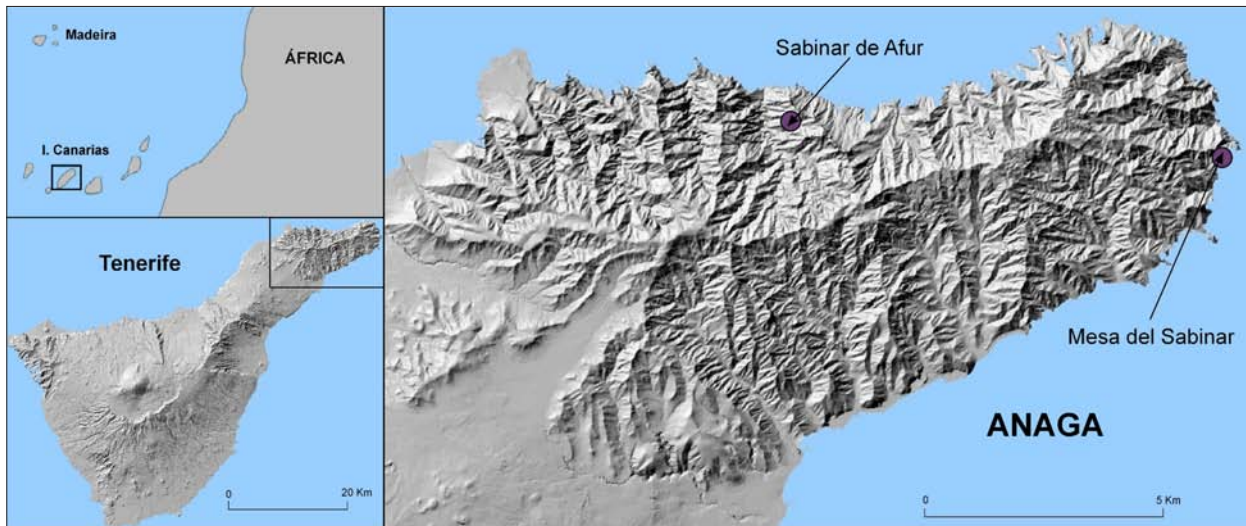 Madeira
ÁFRICA
I. Canarias
Tenerife
0 20 Km
Sabinar de Afur
Mesa del Sabinar
ANAGA
0 5 Km